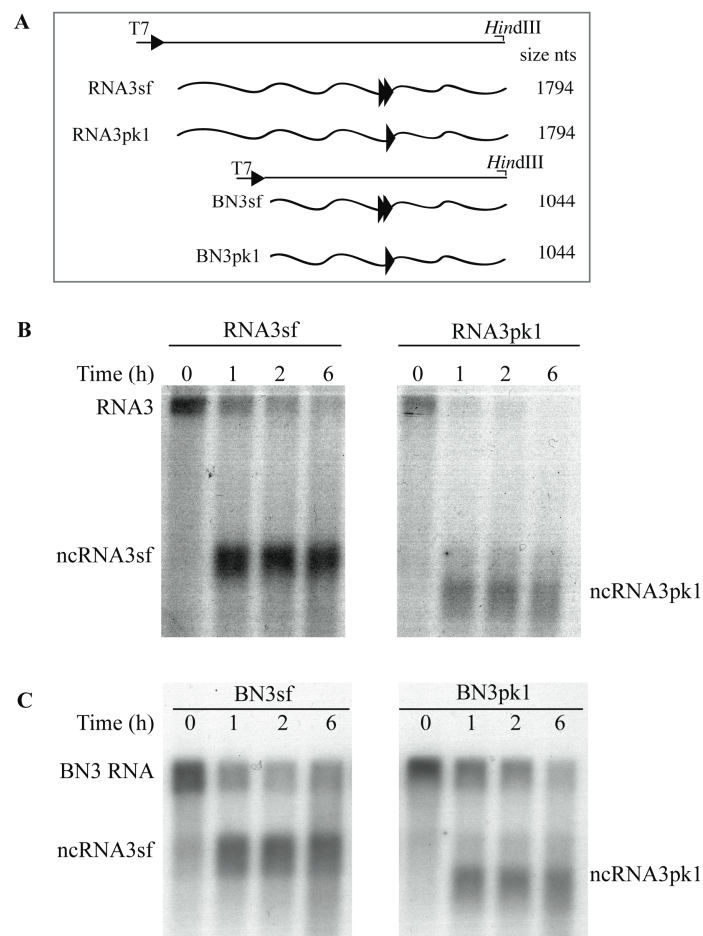 A
T7 HindIII
size nts
RNA3sf 1794
RNA3pk1 1794
T7 HindIII
BN3sf 1044
BN3pk1 1044
B
RNA3sf RNA3pk1
Time (h) 0 1 2 6 0 1 2 6
RNA3
ncRNA3sf
ncRNA3pk1
C
BN3sf BN3pk1
Time (h) 0 1 2 6 0 1 2 6
BN3 RNA
ncRNA3sf
ncRNA3pk1